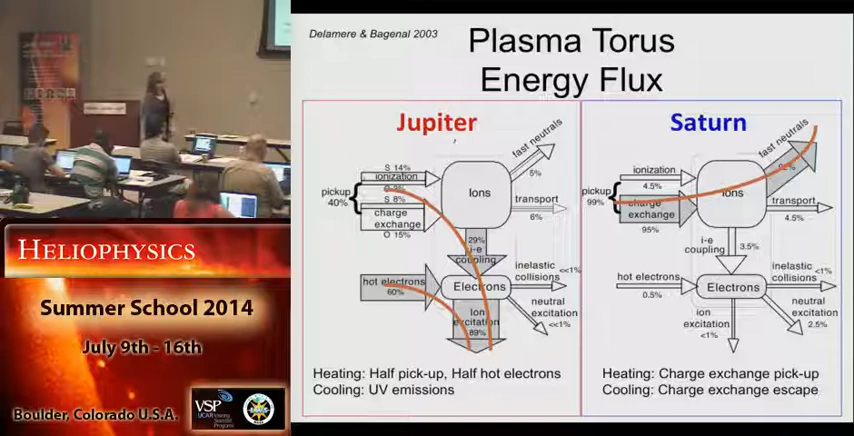 HELIOPHYSICS
Summer School 2014
July 9th - 16th
Boulder, Colorado U.S.A.
VSP
UCAR Visiting
Scientist
Programs
Delamere & Bagenal 2003
Plasma Torus
Energy Flux
Jupiter
S 14%
ionization
S 8%
pickup
40%
charge
exchange
O 15%
Ions
fast neutrals
6%
transport
6%
29%
i-e
coupling
hot electrons
60%
Electrons
inelastic
collisions
<<1%
neutral
excitation
<<1%
Ion
excitation
89%
Heating: Half pick-up, Half hot electrons
Cooling: UV emissions
Saturn
ionization
4.5%
pickup
99%
charge
exchange
95%
Ions
fast neutrals
transport
4.5%
i-e
coupling
3.5%
hot electrons
0.5%
Electrons
inelastic
collisions
<1%
neutral
excitation
2.5%
ion
excitation
<1%
Heating: Charge exchange pick-up
Cooling: Charge exchange escape